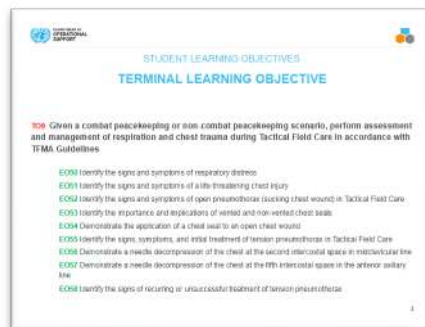 DEPARTMENT OF
OPERATIONAL
SUPPORT
STUDENT LEARNING OBJECTIVES
TERMINAL LEARNING OBJECTIVE
TO9 Given a combat peacekeeping or non combat peacekeeping scenario, perform assessment
and management of respiration and chest trauma during Tactical Field Care in accordance with
TFMA Guidelines
EO50 Identify the signs and symptoms of respiratory distress
EO51 Identify the signs and symptoms of a life-threatening chest injury
EO52 Identify the signs and symptoms of open pneumothorax (sucking chest wound) in Tactical Field Care
EO53 Identify the importance and implications of vented and non-vented chest seals
EO54 Demonstrate the application of a chest seal to an open chest wound
EO55 Identify the signs, symptoms, and initial treatment of tension pneumothorax in Tactical Field Care
EO56 Demonstrate a needle decompression of the chest at the second intercostal space in midclavicular line
EO57 Demonstrate a needle decompression of the chest at the fifth intercostal space in the anterior axillary
line
EO58 Identify the signs of recurring or unsuccessful treatment of tension pneumothorax